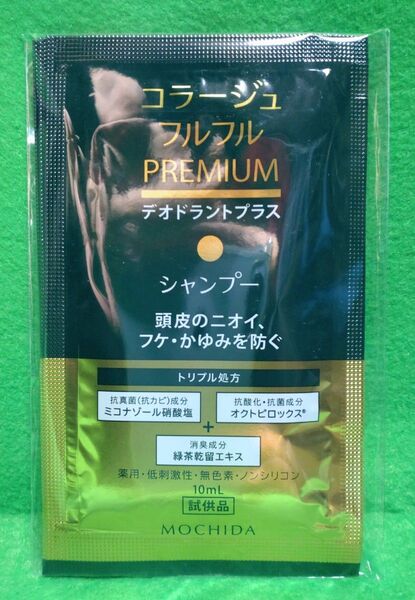 コラージュ
フルフル
PREMIUM
デオドラントプラス
シャンプー
頭皮のニオイ、
フケ・かゆみを防ぐ
トリプル処方
抗真菌(抗カビ)成分
ミコナゾール硝酸塩
抗酸化・抗菌成分
オクトピロックス®
+
消臭成分
緑茶乾留エキス
薬用・低刺激性・無色素・ノンシリコン
10mL
試供品
MOCHIDA